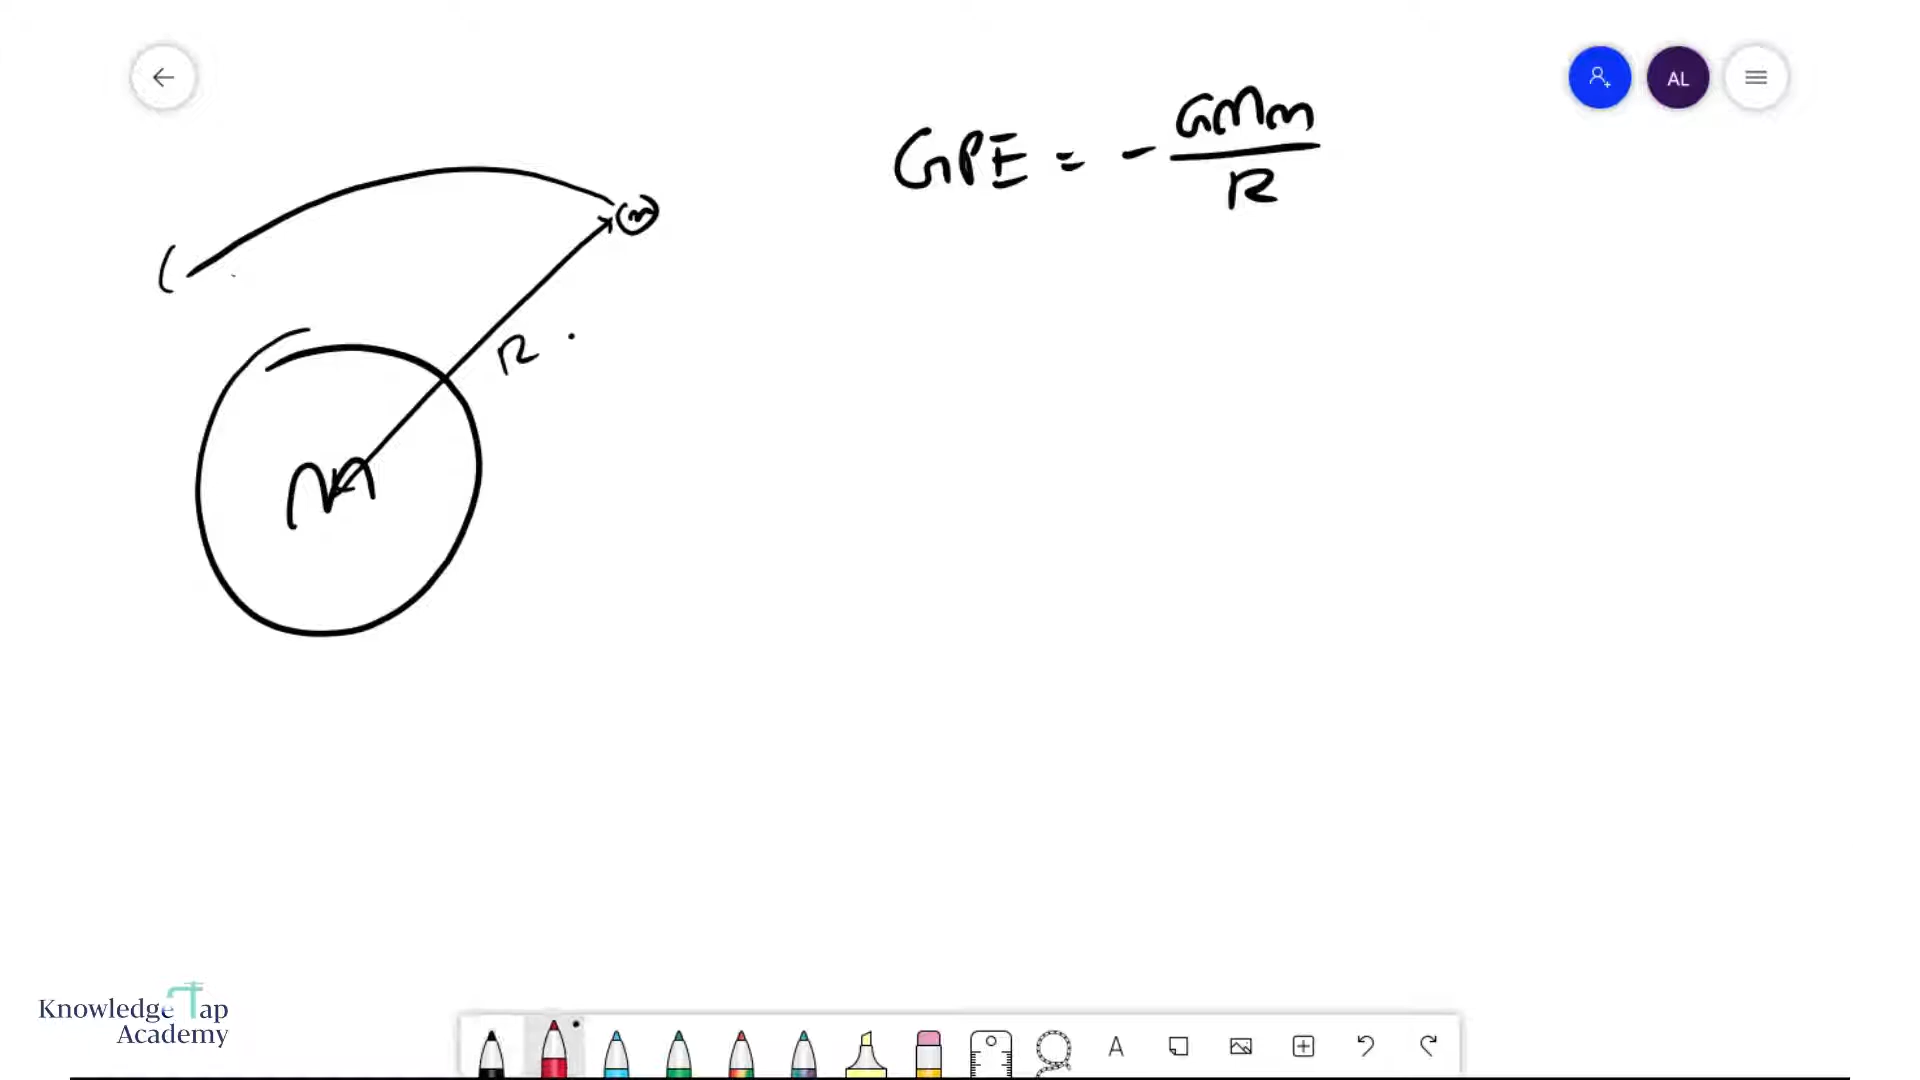 AL
GPE = - GMm / R
m
R
M
Knowledge Tap
Academy
A